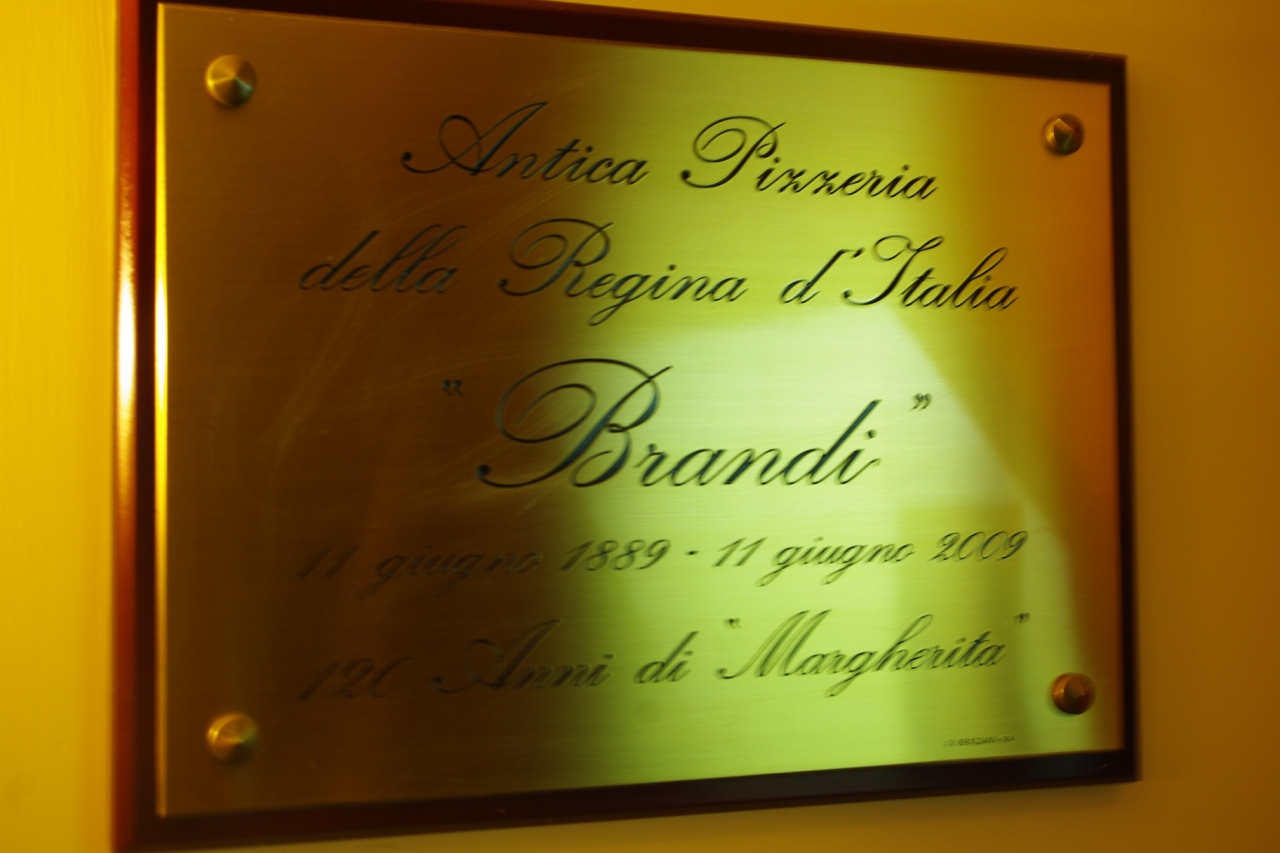 Antica Pizzeria
della Regina d'Italia
"Brandi"
11 giugno 1889 - 11 giugno 2009
120 Anni di "Margherita"